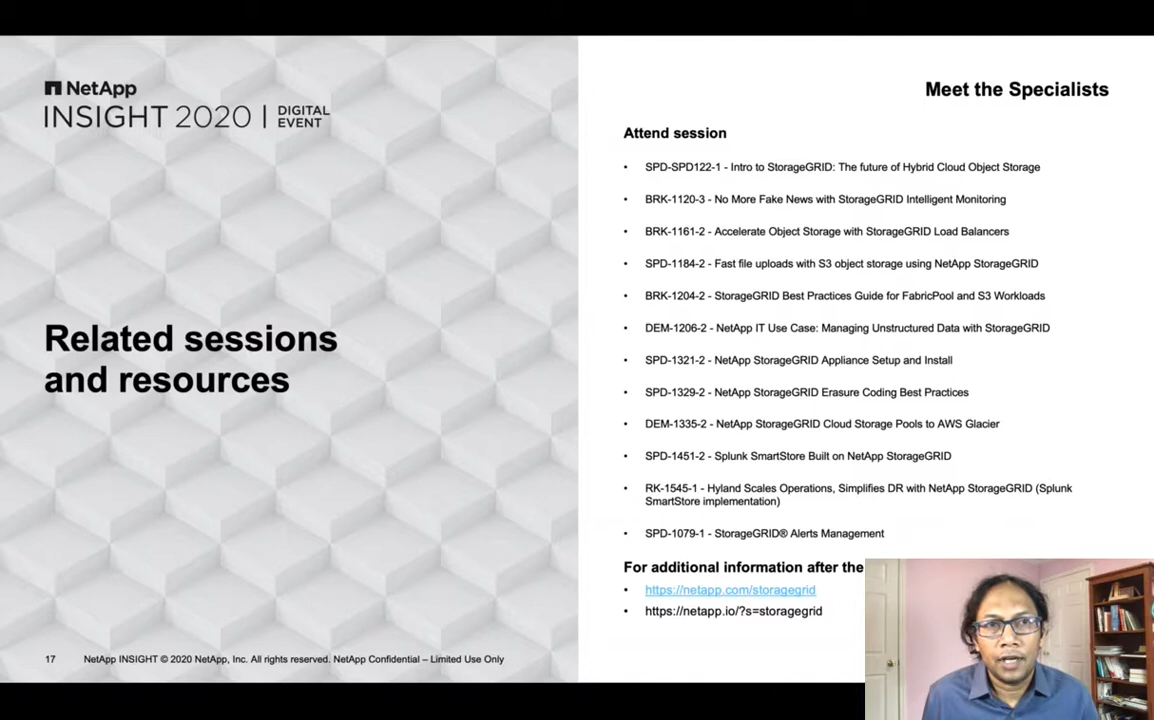 NetApp
INSIGHT 2020 | DIGITAL EVENT
Related sessions
and resources
17 NetApp INSIGHT © 2020 NetApp, Inc. All rights reserved. NetApp Confidential – Limited Use Only
Meet the Specialists
Attend session
• SPD-SPD122-1 - Intro to StorageGRID: The future of Hybrid Cloud Object Storage
• BRK-1120-3 - No More Fake News with StorageGRID Intelligent Monitoring
• BRK-1161-2 - Accelerate Object Storage with StorageGRID Load Balancers
• SPD-1184-2 - Fast file uploads with S3 object storage using NetApp StorageGRID
• BRK-1204-2 - StorageGRID Best Practices Guide for FabricPool and S3 Workloads
• DEM-1206-2 - NetApp IT Use Case: Managing Unstructured Data with StorageGRID
• SPD-1321-2 - NetApp StorageGRID Appliance Setup and Install
• SPD-1329-2 - NetApp StorageGRID Erasure Coding Best Practices
• DEM-1335-2 - NetApp StorageGRID Cloud Storage Pools to AWS Glacier
• SPD-1451-2 - Splunk SmartStore Built on NetApp StorageGRID
• RK-1545-1 - Hyland Scales Operations, Simplifies DR with NetApp StorageGRID (Splunk
SmartStore implementation)
• SPD-1079-1 - StorageGRID® Alerts Management
For additional information after the
• https://netapp.com/storagegrid
• https://netapp.io/?s=storagegrid